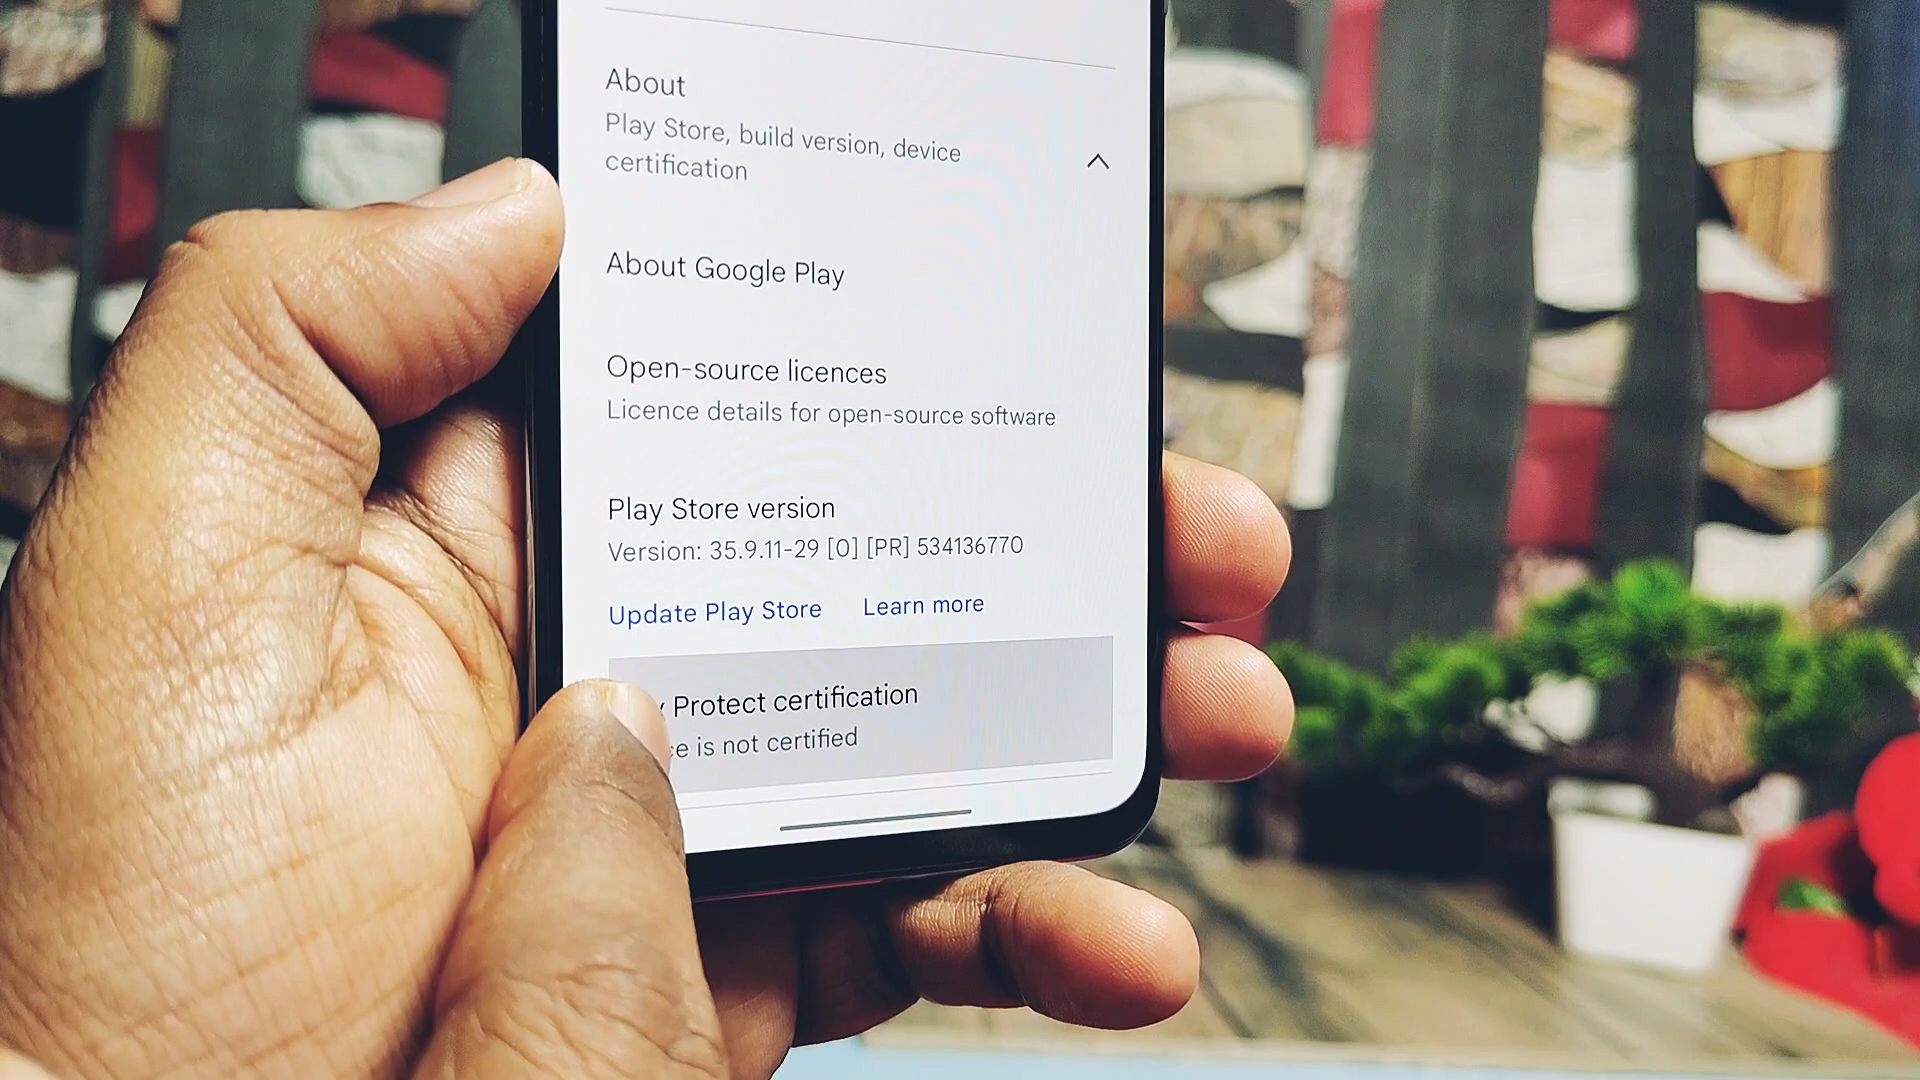 About
Play Store, build version, device
certification
About Google Play
Open-source licences
Licence details for open-source software
Play Store version
Version: 35.9.11-29 [0] [PR] 534136770
Update Play Store Learn more
Protect certification
is not certified